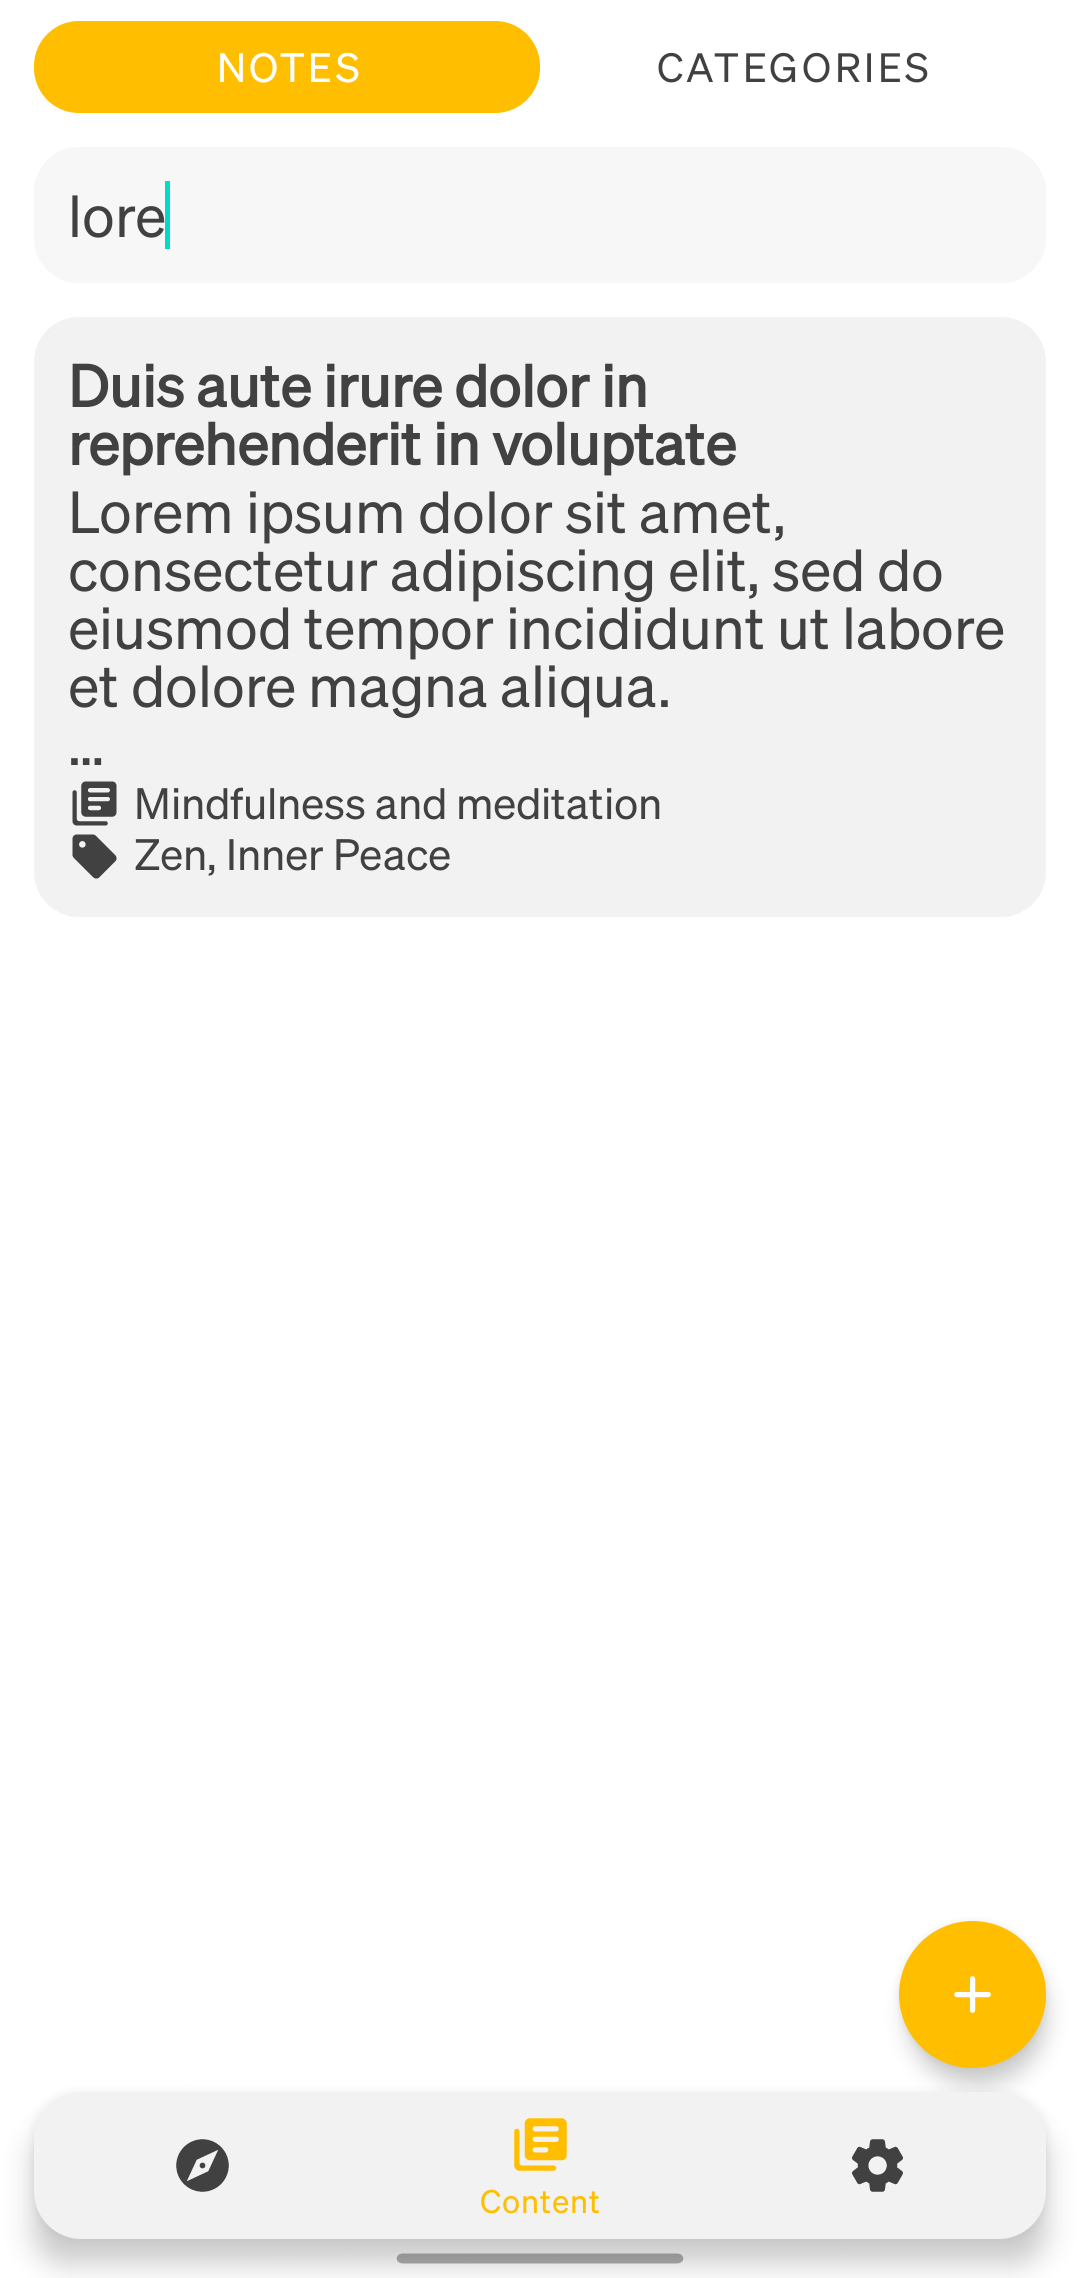 NOTES
CATEGORIES
lore
Duis aute irure dolor in
reprehenderit in voluptate
Lorem ipsum dolor sit amet,
consectetur adipiscing elit, sed do
eiusmod tempor incididunt ut labore
et dolore magna aliqua.
...
Mindfulness and meditation
Zen, Inner Peace
Content